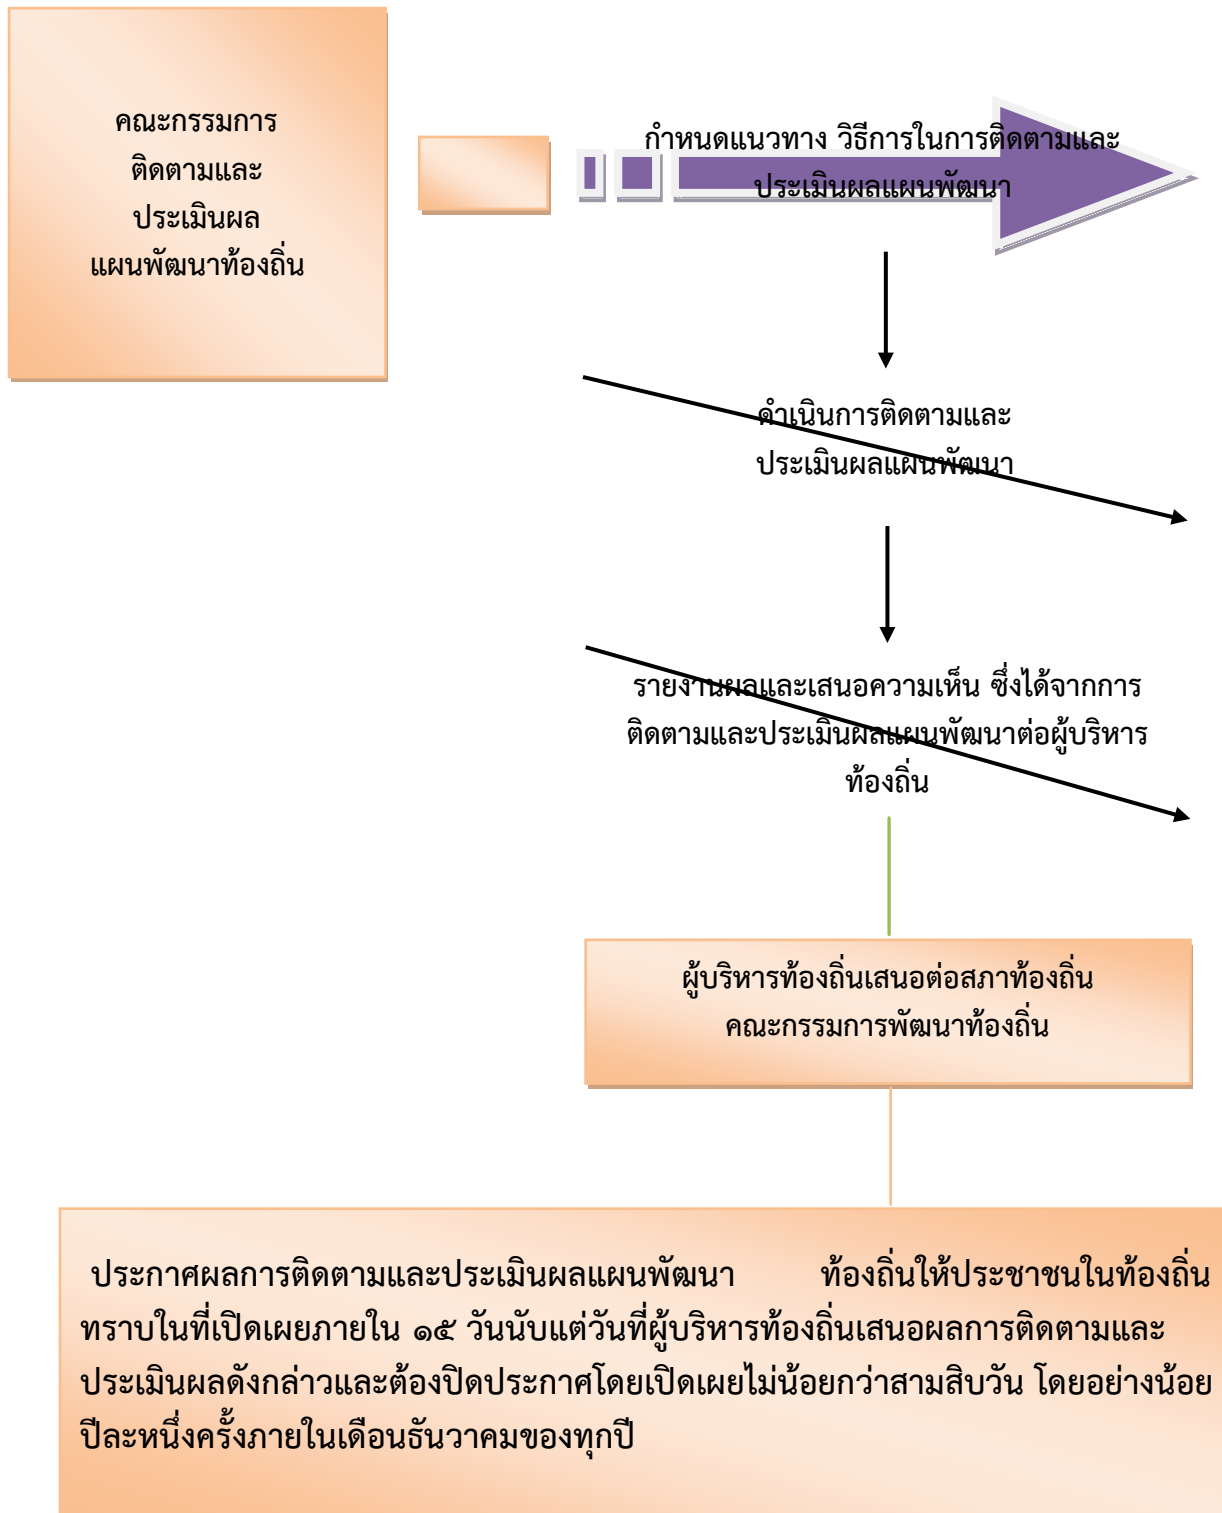 คณะกรรมการ
ติดตามและ
ประเมินผล
แผนพัฒนาท้องถิ่น
กำหนดแนวทาง วิธีการในการติดตามและ
ประเมินผลแผนพัฒนา
ดำเนินการติดตามและ
ประเมินผลแผนพัฒนา
รายงานผลและเสนอความเห็น ซึ่งได้จากการ
ติดตามและประเมินผลแผนพัฒนาต่อผู้บริหาร
ท้องถิ่น
ผู้บริหารท้องถิ่นเสนอต่อสภาท้องถิ่น
คณะกรรมการพัฒนาท้องถิ่น
ประกาศผลการติดตามและประเมินผลแผนพัฒนา ท้องถิ่นให้ประชาชนในท้องถิ่น
ทราบในที่เปิดเผยภายใน ๑๕ วันนับแต่วันที่ผู้บริหารท้องถิ่นเสนอผลการติดตามและ
ประเมินผลดังกล่าวและต้องปิดประกาศโดยเปิดเผยไม่น้อยกว่าสามสิบวัน โดยอย่างน้อย
ปีละหนึ่งครั้งภายในเดือนธันวาคมของทุกปี